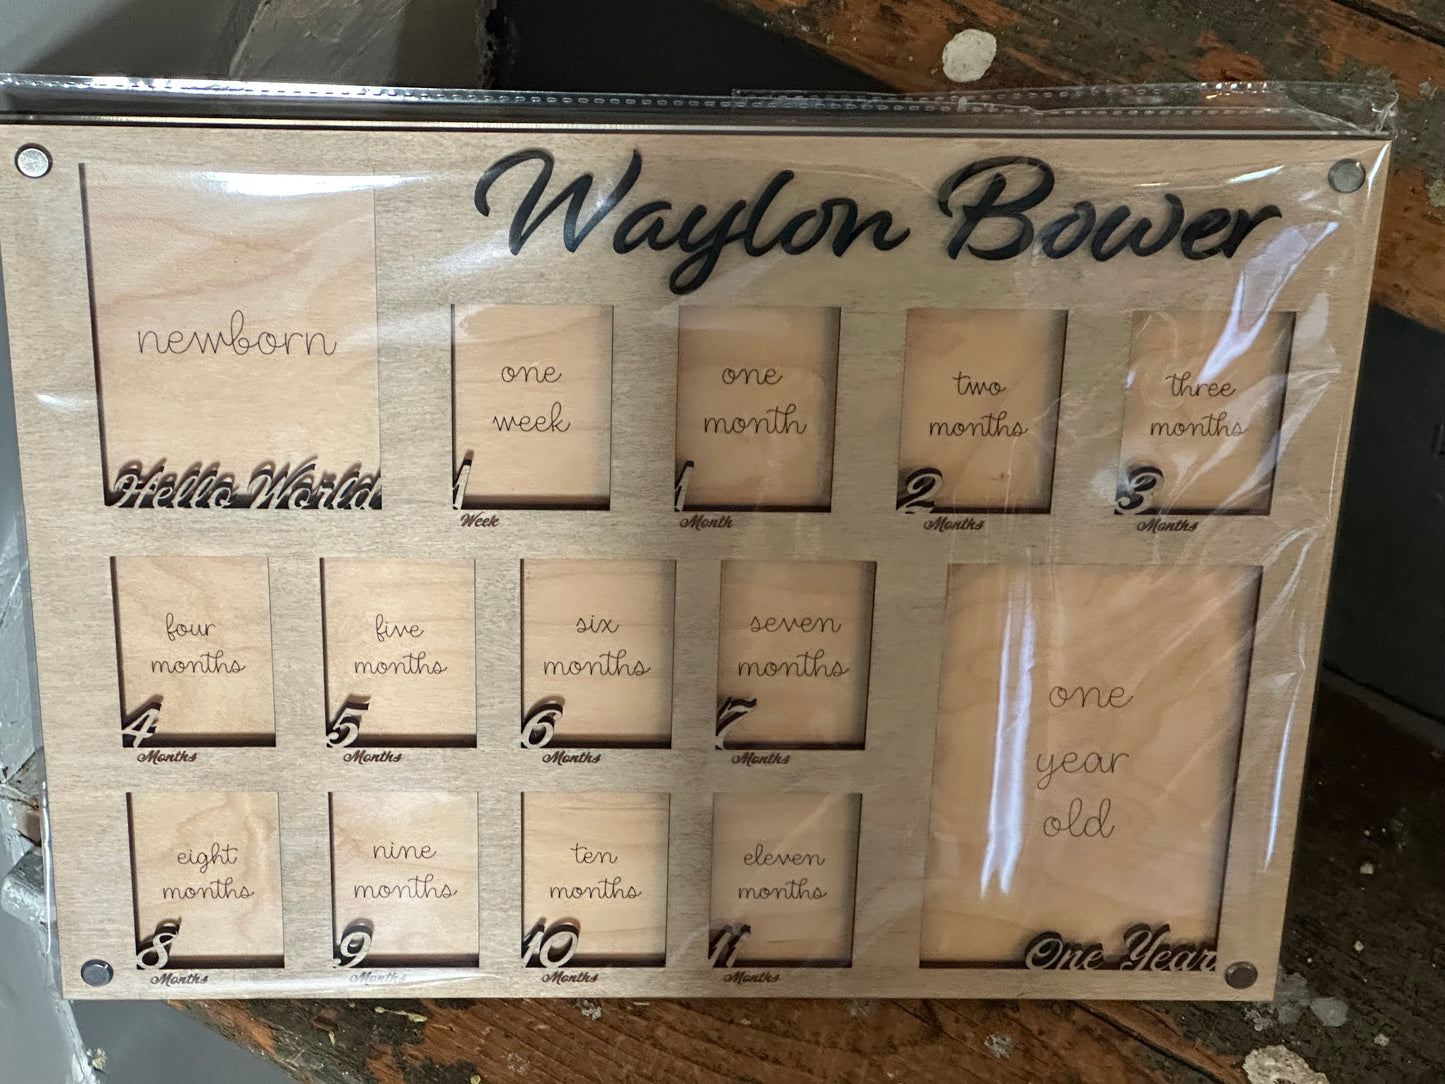 Waylon Bower
newborn
Hello World
one
week
1
Week
one
month
1
Month
two
months
2
Months
three
months
3
Months
four
months
4
Months
five
months
5
Months
six
months
6
Months
seven
months
7
Months
eight
months
8
Months
nine
months
9
Months
ten
months
10
Months
eleven
months
11
Months
one
year
old
One Year